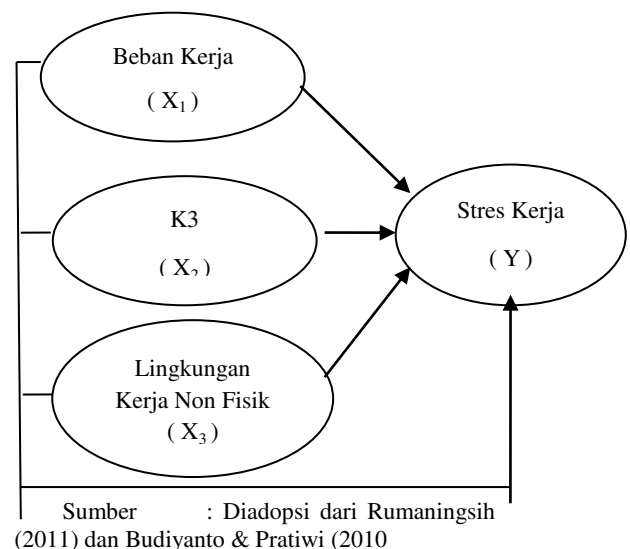 Beban Kerja
( X₁ )
K3
( X₂ )
Lingkungan
Kerja Non Fisik
( X₃ )
Stres Kerja
( Y )
Sumber : Diadopsi dari Rumaningsih
(2011) dan Budiyanto & Pratiwi (2010